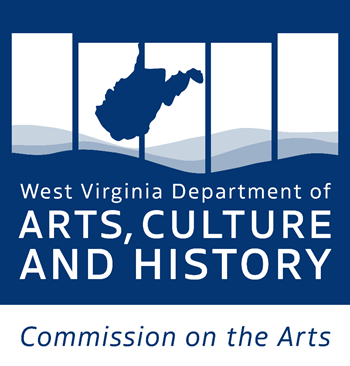 West Virginia Department of
ARTS, CULTURE
AND HISTORY
Commission on the Arts